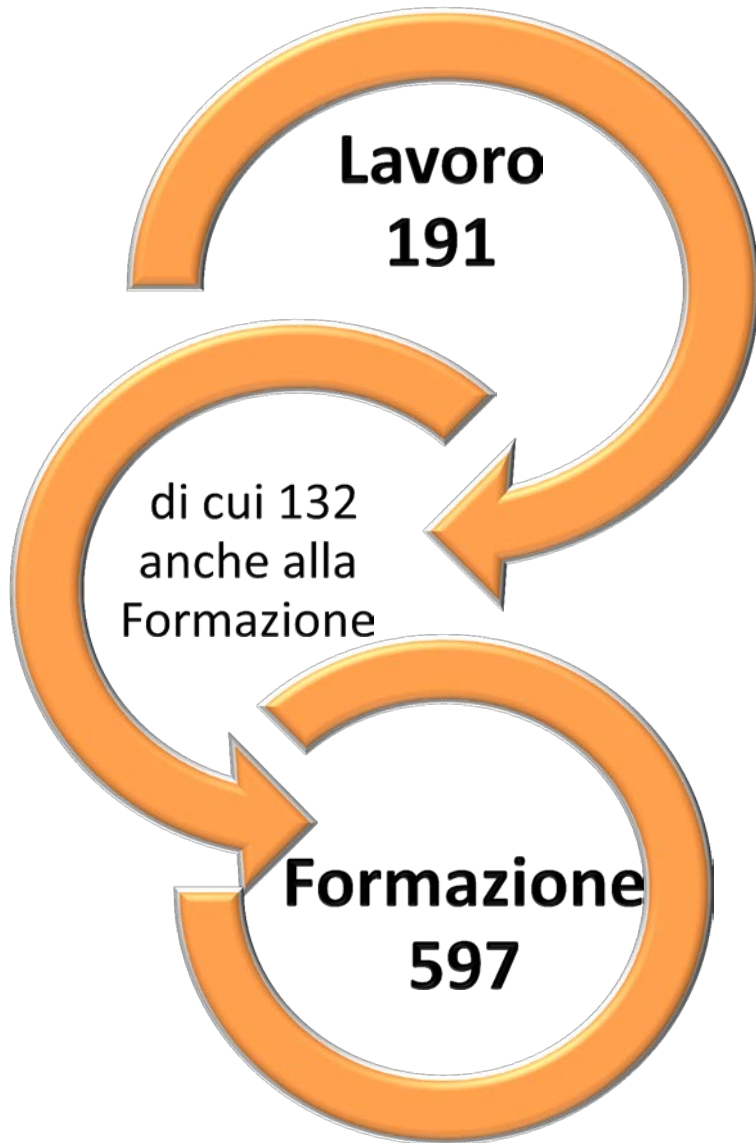 Lavoro
191
di cui 132
anche alla
Formazione
Formazione
597